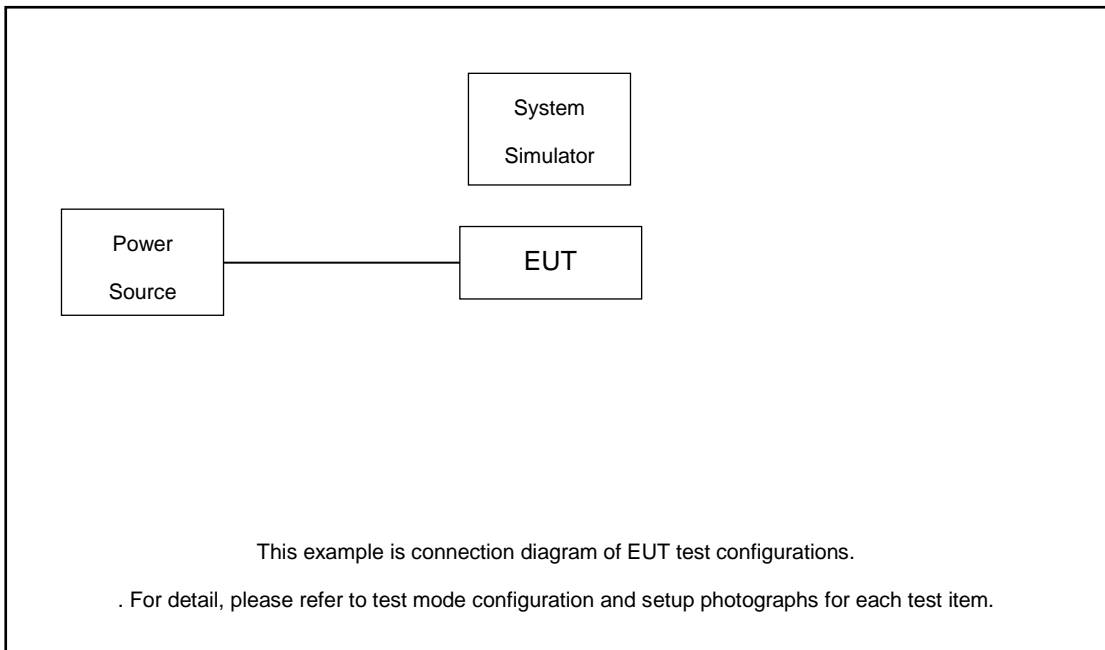 System
Simulator
Power
Source
EUT
This example is connection diagram of EUT test configurations.
. For detail, please refer to test mode configuration and setup photographs for each test item.